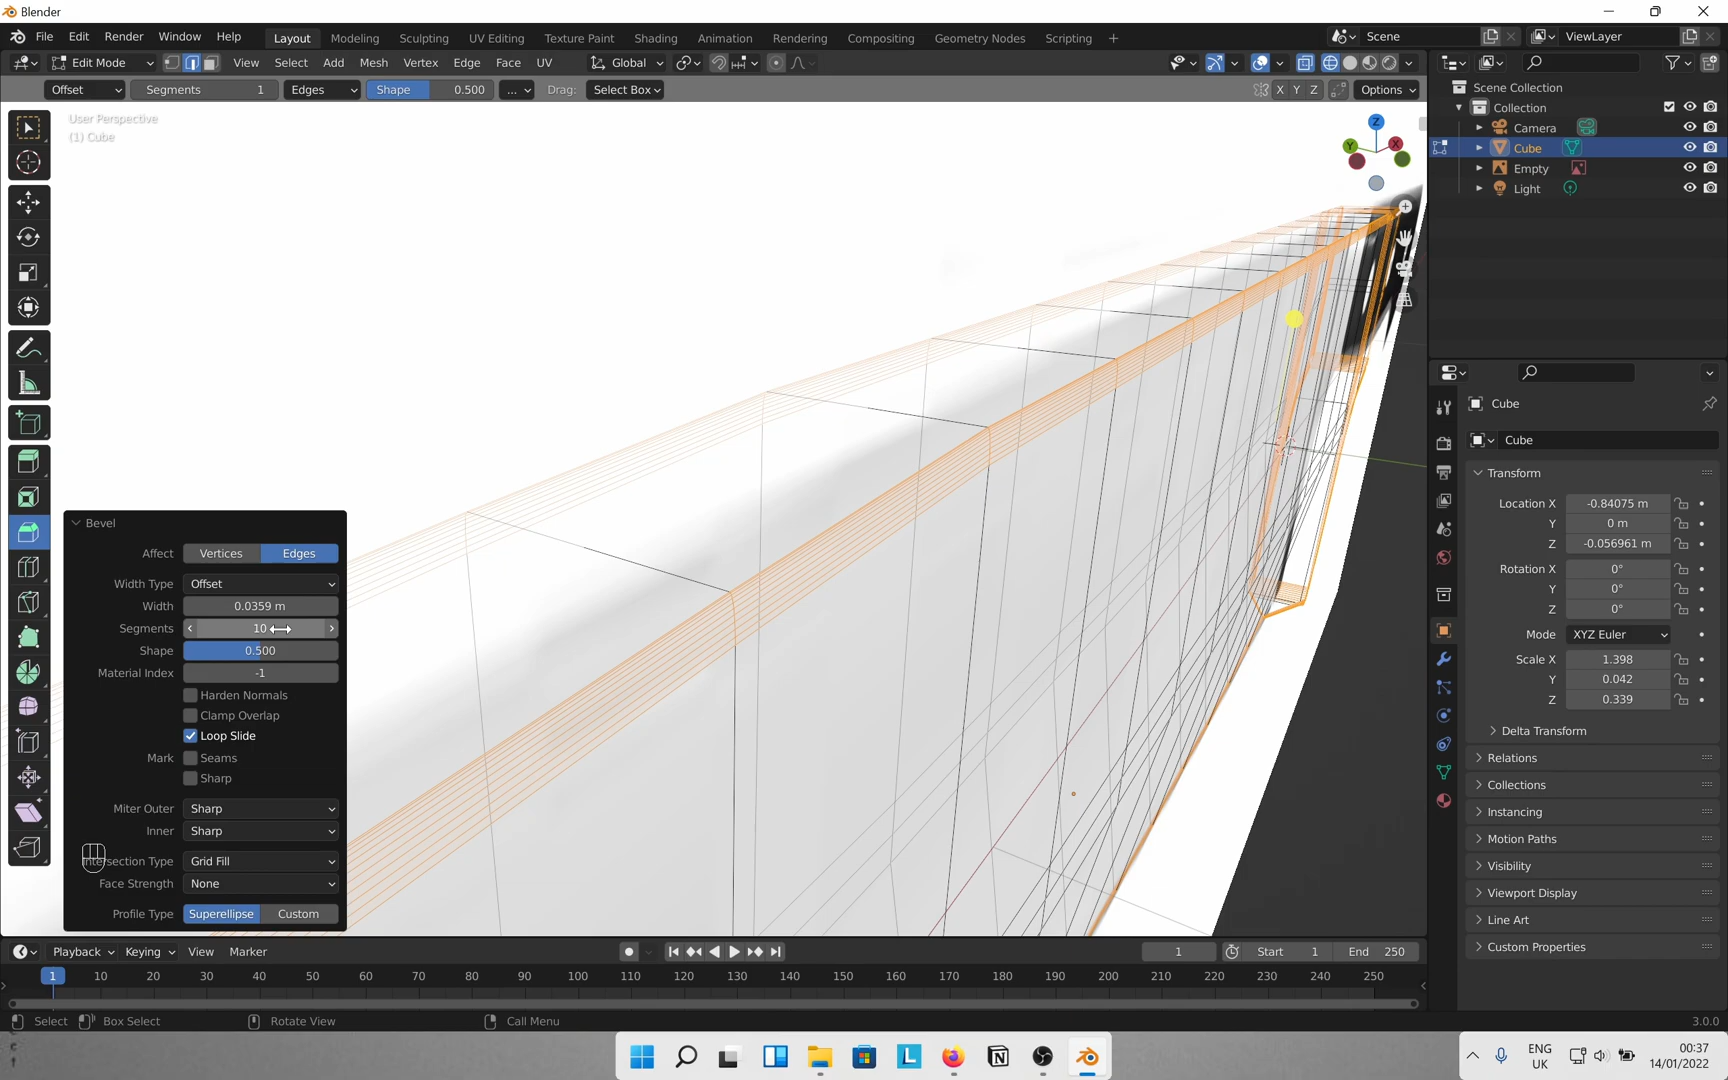 Blender
File Edit Render Window Help Layout Modeling Sculpting UV Editing Texture Paint Shading Animation Rendering Compositing Geometry Nodes Scripting + Scene ViewLayer
Edit Mode View Select Add Mesh Vertex Edge Face UV Global
Offset Segments 1 Edges Shape 0.500 ... Drag: Select Box X Y Z Options
User Perspective
(1) Cube
Z
Y X
Scene Collection
Collection
Camera
Cube
Empty
Light
Cube
Cube
Transform
Location X -0.84075 m
Y 0 m
Z -0.056961 m
Rotation X 0°
Y 0°
Z 0°
Mode XYZ Euler
Scale X 1.398
Y 0.042
Z 0.339
Delta Transform
Relations
Collections
Instancing
Motion Paths
Visibility
Viewport Display
Line Art
Custom Properties
Bevel
Affect Vertices Edges
Width Type Offset
Width 0.0359 m
Segments 10
Shape 0.500
Material Index -1
Harden Normals
Clamp Overlap
Loop Slide
Mark Seams
Sharp
Miter Outer Sharp
Inner Sharp
Intersection Type Grid Fill
Face Strength None
Profile Type Superellipse Custom
Playback Keying View Marker 1 Start 1 End 250
1 10 20 30 40 50 60 70 80 90 100 110 120 130 140 150 160 170 180 190 200 210 220 230 240 250
Select Box Select Rotate View Call Menu 3.0.0
ENG 00:37
UK 14/01/2022